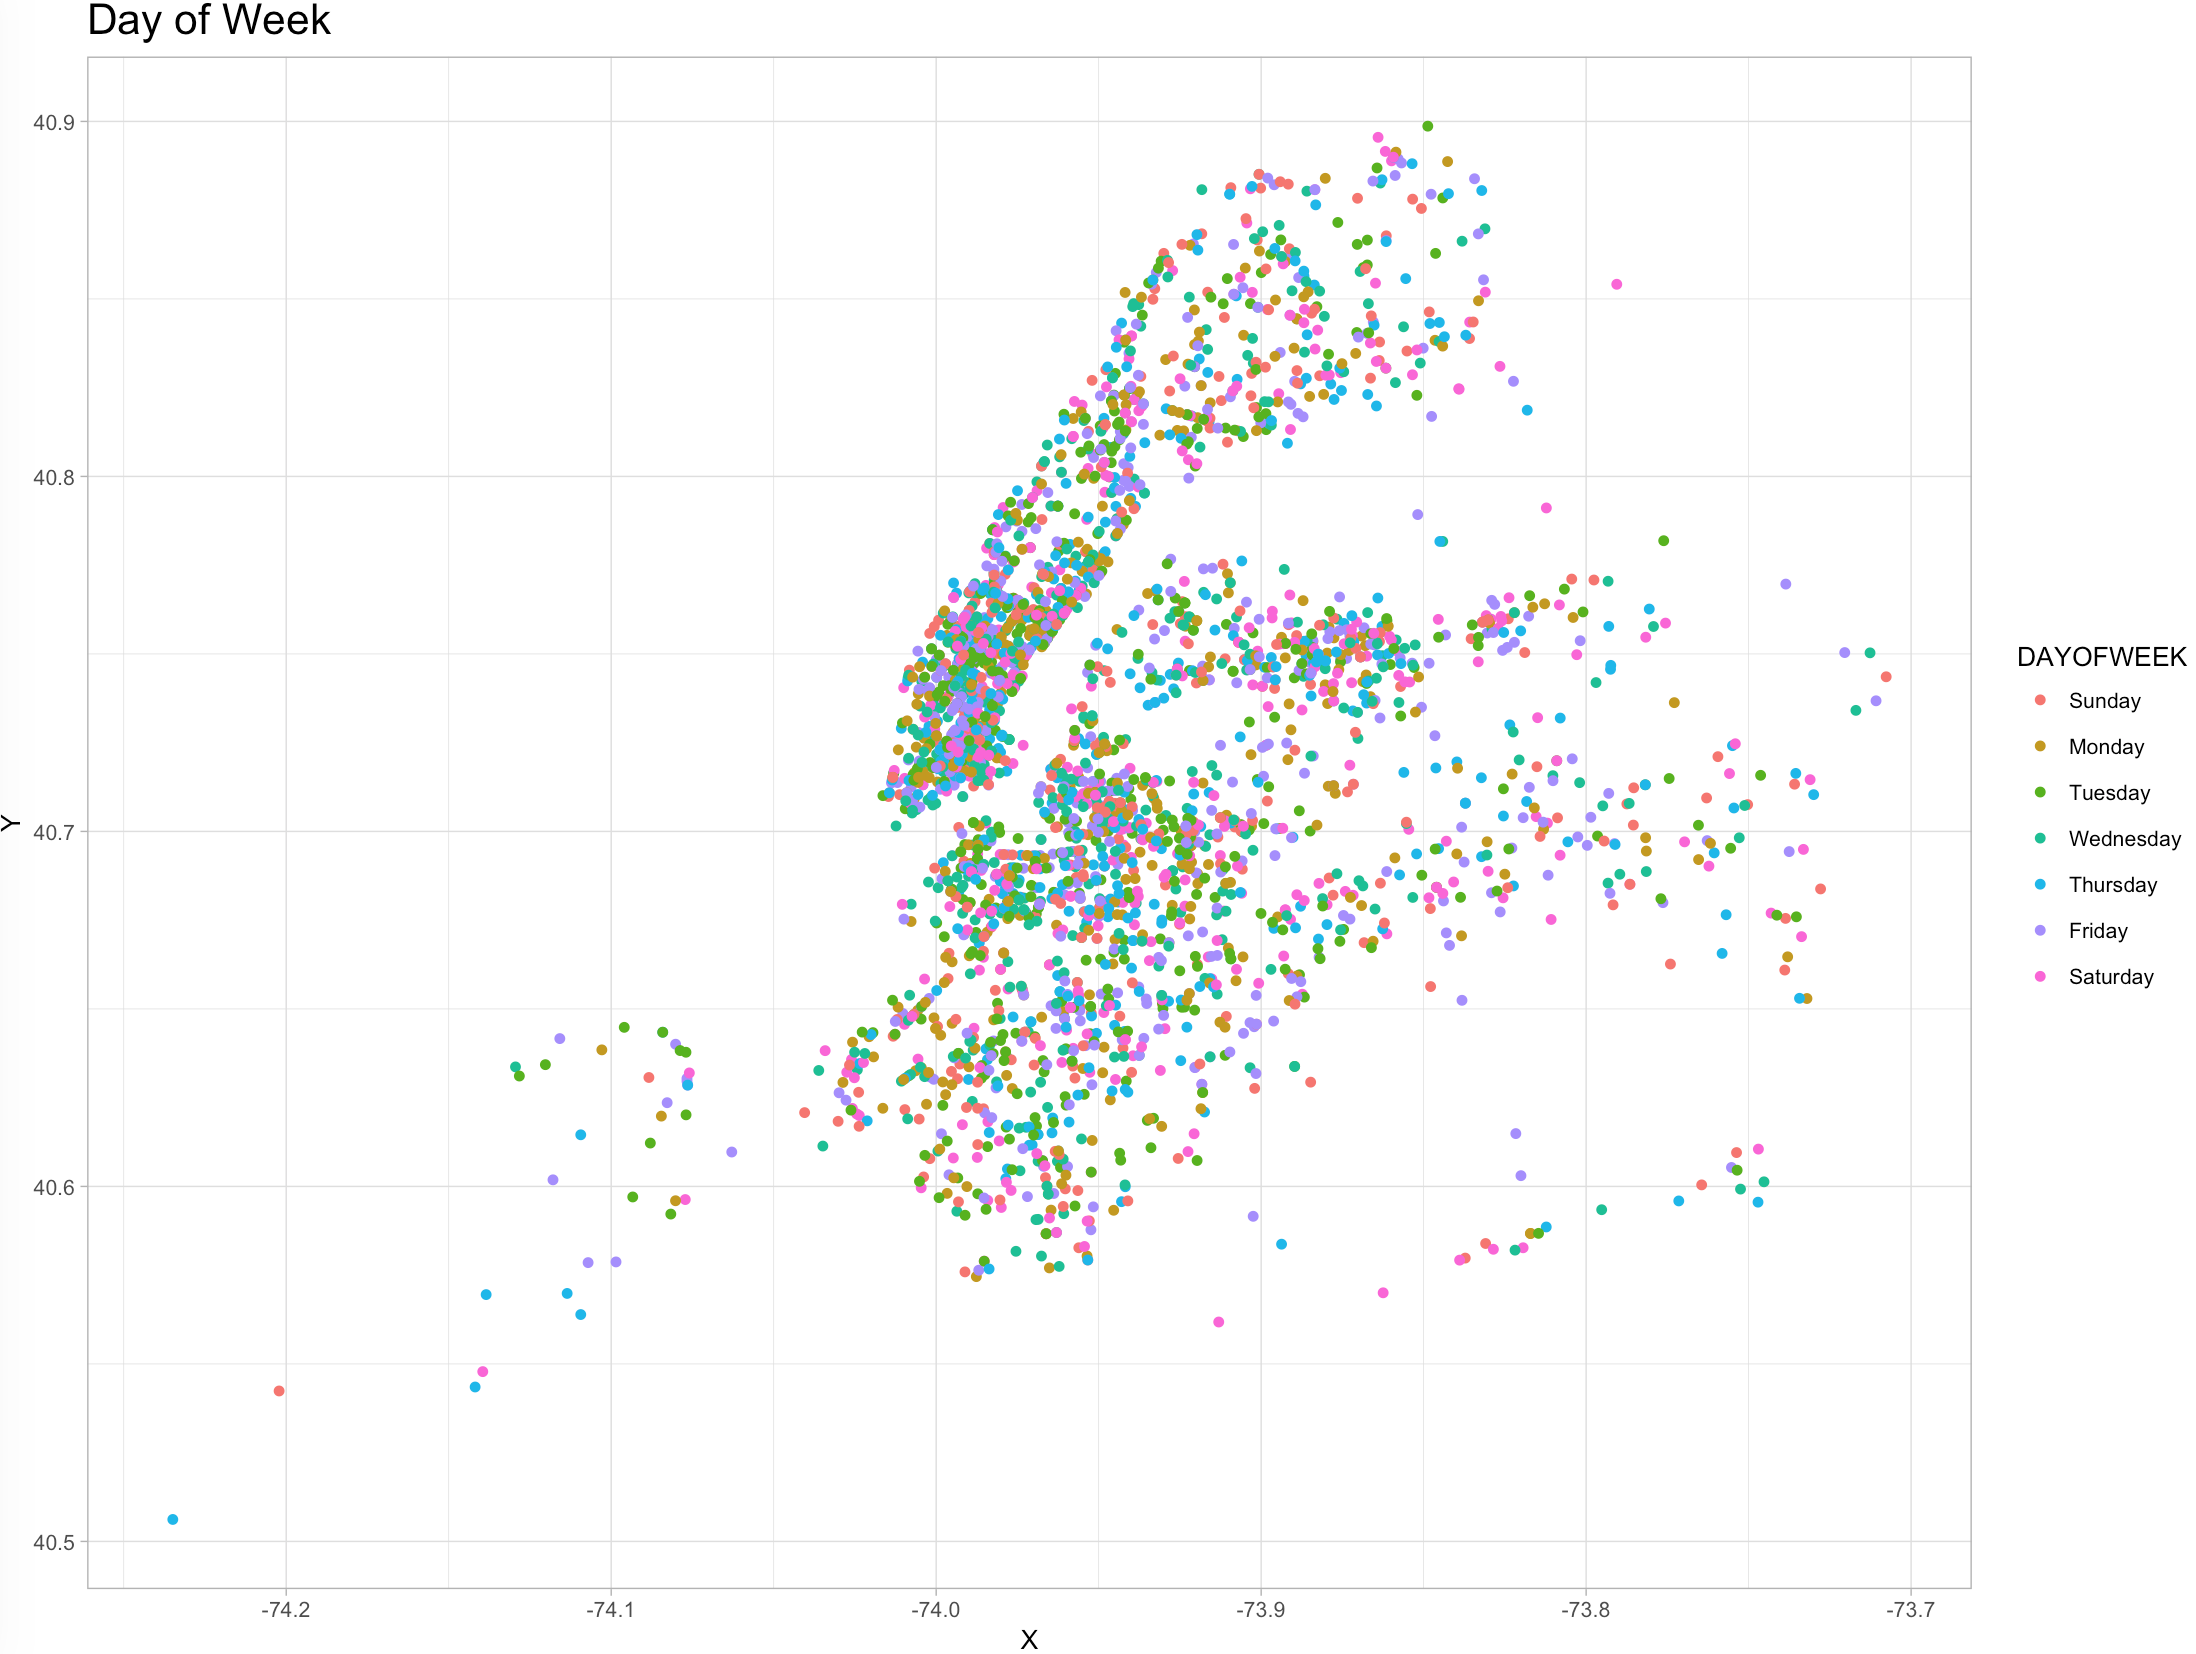 Day of Week
40.9
40.8
40.7
40.6
40.5
Y
-74.2
-74.1
-74.0
-73.9
-73.8
-73.7
X
DAYOFWEEK
Sunday
Monday
Tuesday
Wednesday
Thursday
Friday
Saturday